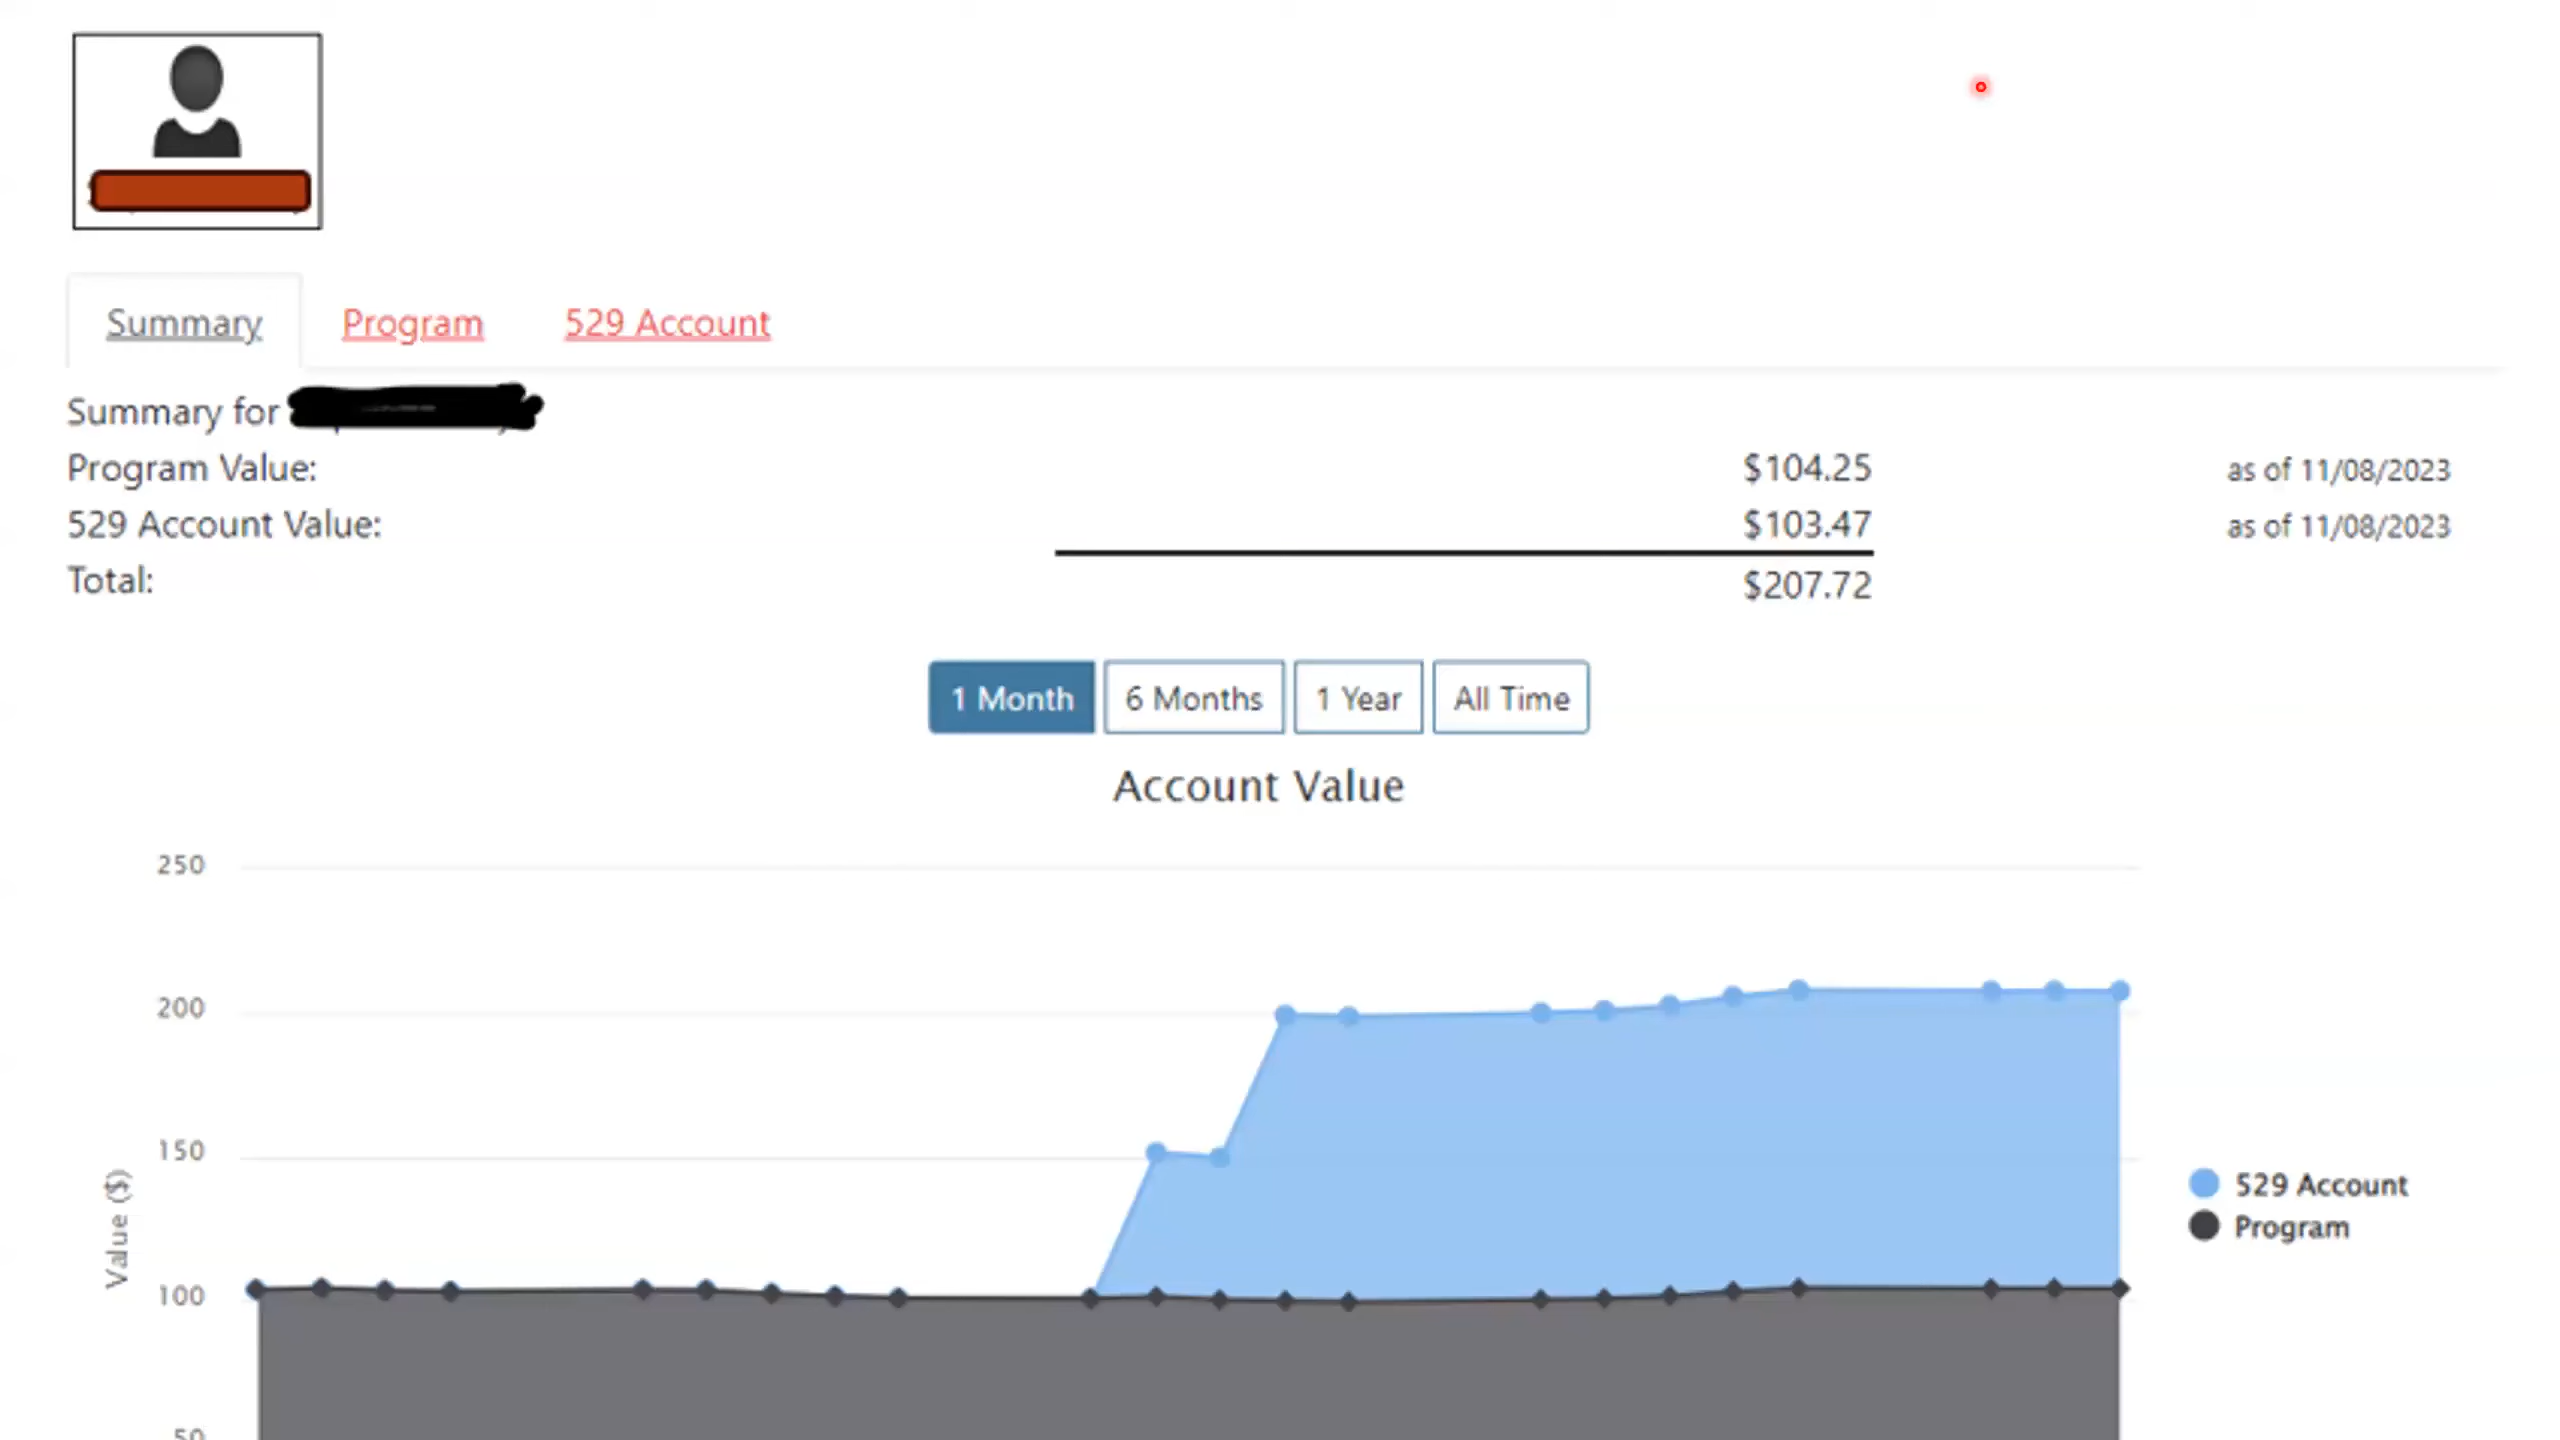 Summary Program 529 Account
Summary for
Program Value: $104.25 as of 11/08/2023
529 Account Value: $103.47 as of 11/08/2023
Total: $207.72
1 Month 6 Months 1 Year All Time
Account Value
250
200
150
100
50
Value ($)
529 Account
Program